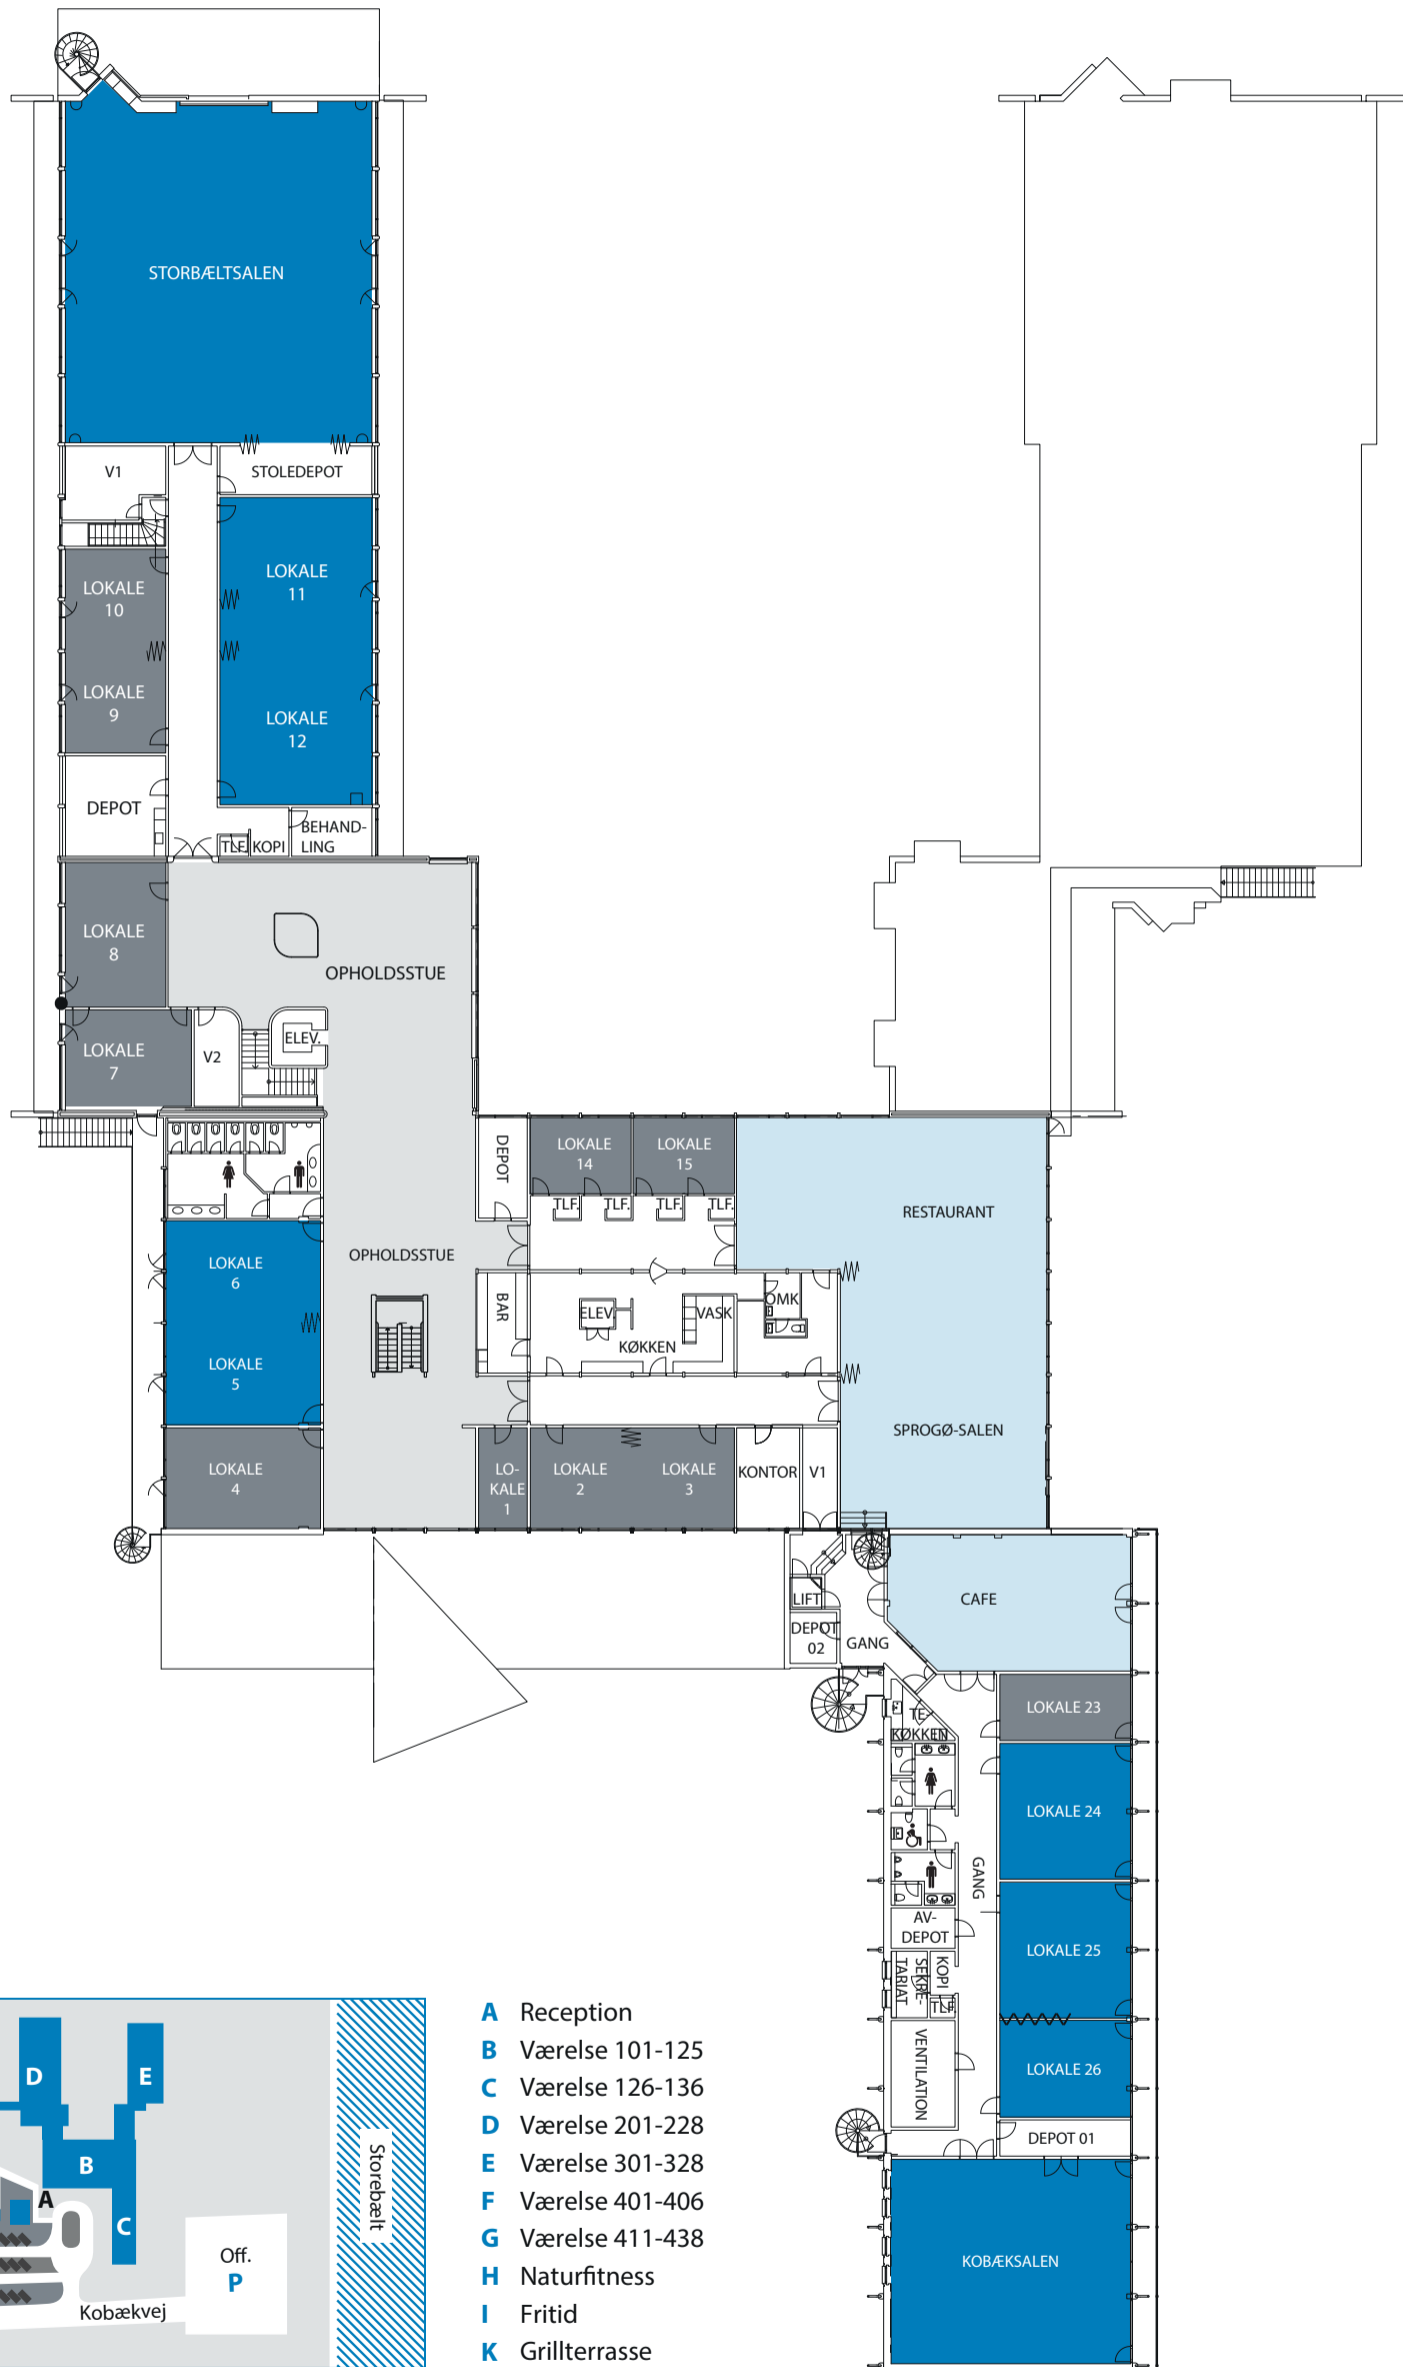 STORBÆLTSALEN
V1
STOLEDEPOT
LOKALE
10
LOKALE
11
LOKALE
9
LOKALE
12
DEPOT
TLF.
KOPI
BEHAND-
LING
LOKALE
8
OPHOLDSSTUE
LOKALE
7
V2
ELEV.
DEPOT
LOKALE
14
LOKALE
15
TLF.
TLF.
TLF.
TLF.
RESTAURANT
LOKALE
6
OPHOLDSSTUE
BAR
ELEV.
VASK
OMK
KØKKEN
LOKALE
5
SPROGØ-SALEN
LOKALE
4
LO-
KALE
1
LOKALE
2
LOKALE
3
KONTOR
V1
LIFT
DEPOT
02
GANG
CAFE
TE-
KØKKEN
LOKALE 23
LOKALE 24
GANG
AV-
DEPOT
LOKALE 25
SEKRE-
TARIAT
KOPI
TLF.
VENTILATION
LOKALE 26
DEPOT 01
KOBÆKSALEN
D
E
B
A
C
Storebælt
Off.
P
Kobækvej
A Reception
B Værelse 101-125
C Værelse 126-136
D Værelse 201-228
E Værelse 301-328
F Værelse 401-406
G Værelse 411-438
H Naturfitness
I Fritid
K Grillterrasse